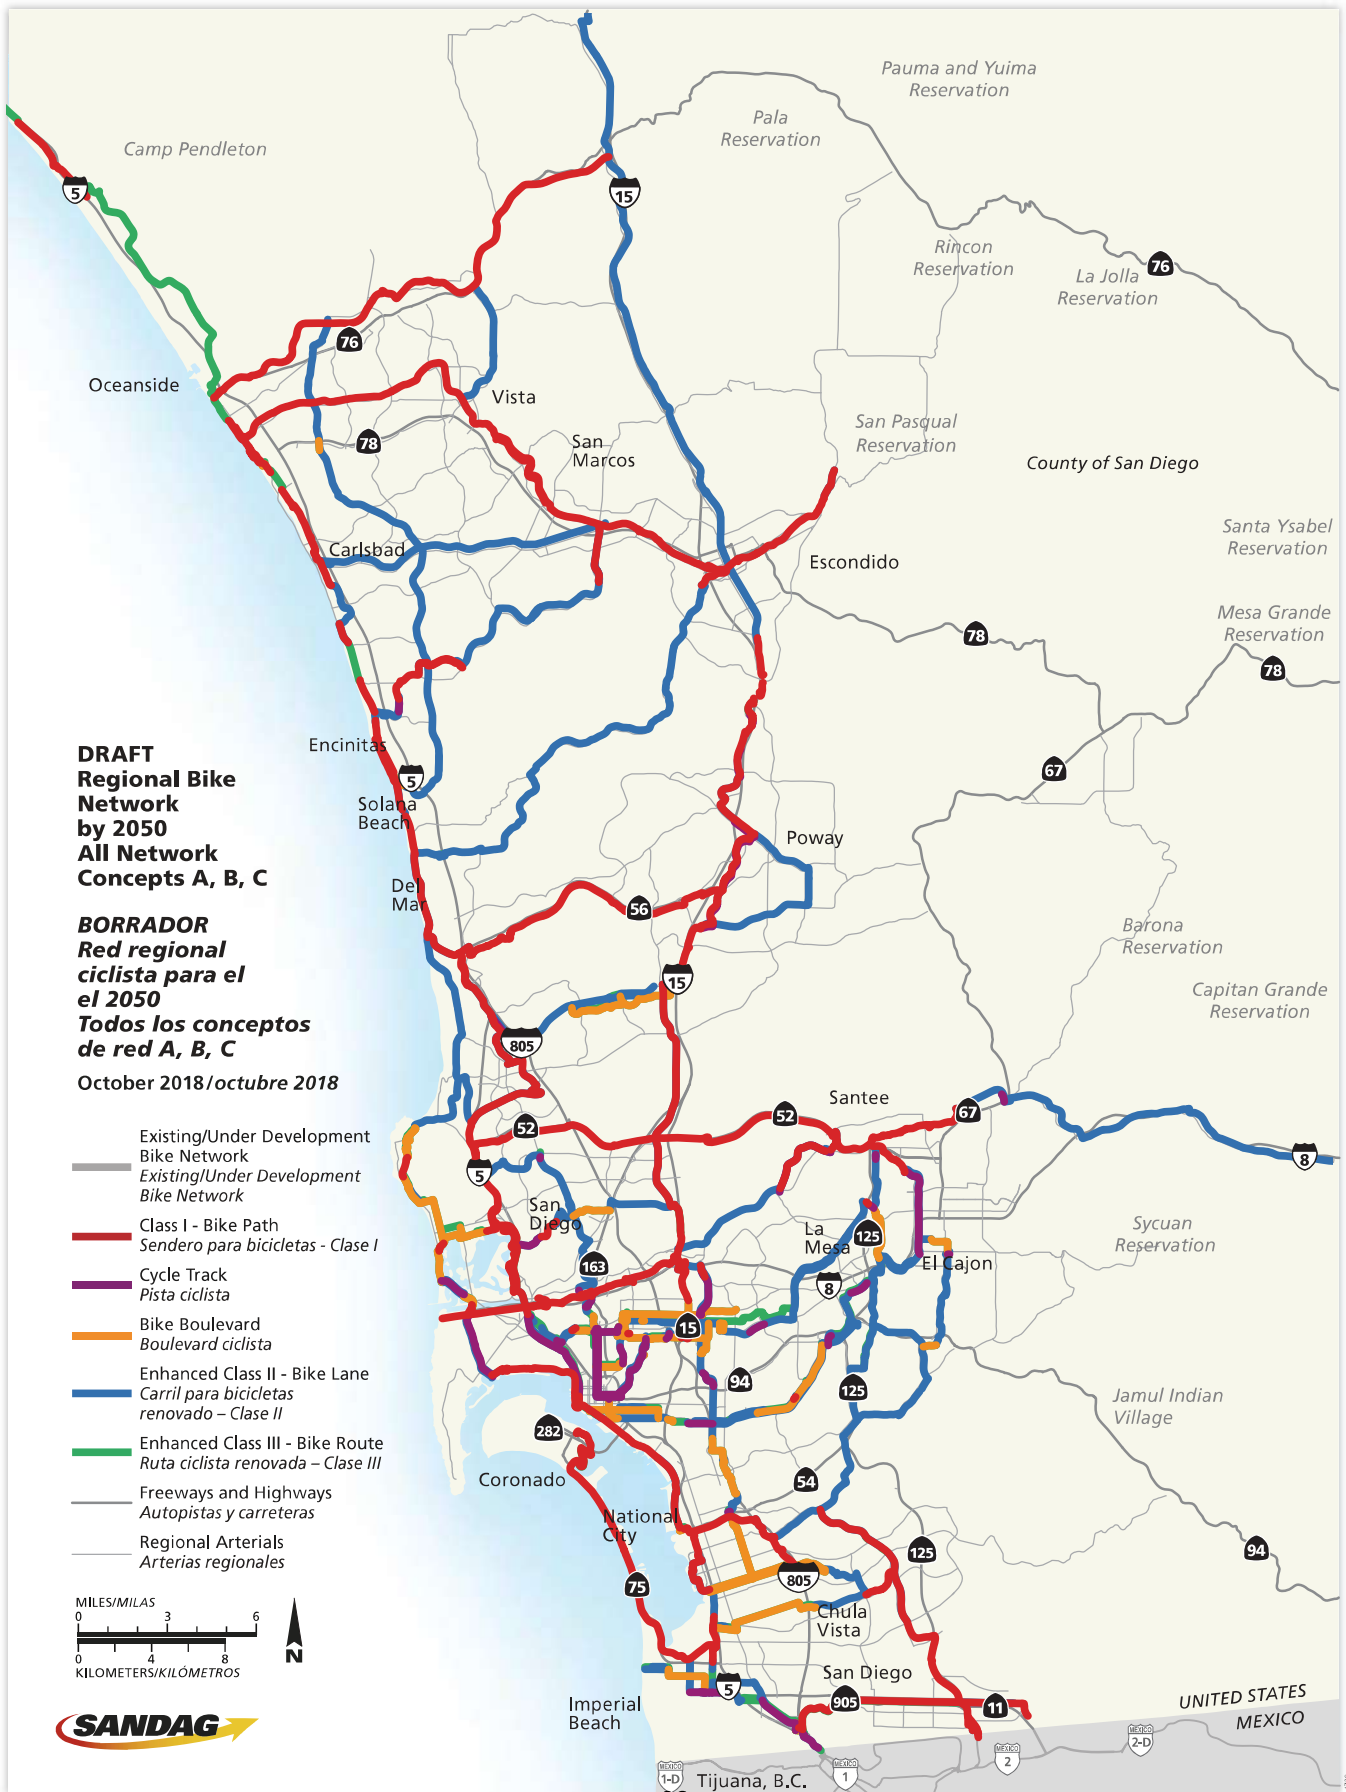 Pauma and Yuima
Reservation
Pala
Reservation
Camp Pendleton
5
15
Rincon
Reservation
76
La Jolla
Reservation
76
Oceanside
Vista
78
San
Marcos
San Pasqual
Reservation
County of San Diego
Santa Ysabel
Reservation
Carlsbad
Escondido
Mesa Grande
Reservation
78
78
Encinitas
5
67
Solana
Beach
Poway
Del
Mar
56
Barona
Reservation
15
Capitan Grande
Reservation
805
DRAFT
Regional Bike
Network
by 2050
All Network
Concepts A, B, C
BORRADOR
Red regional
ciclista para el
el 2050
Todos los conceptos
de red A, B, C
October 2018/octubre 2018
Existing/Under Development
Bike Network
Existing/Under Development
Bike Network
Class I - Bike Path
Sendero para bicicletas - Clase I
Cycle Track
Pista ciclista
Bike Boulevard
Boulevard ciclista
Enhanced Class II - Bike Lane
Carril para bicicletas
renovado – Clase II
Enhanced Class III - Bike Route
Ruta ciclista renovada – Clase III
Freeways and Highways
Autopistas y carreteras
Regional Arterials
Arterias regionales
MILES/MILAS
0 3 6
0 4 8
KILOMETERS/KILÓMETROS
N
SANDAG
Santee
52
52
67
8
5
San
Diego
La
Mesa
125
Sycuan
Reservation
El Cajon
163
8
15
94
125
Jamul Indian
Village
282
Coronado
54
National
City
125
94
75
805
Chula
Vista
San Diego
5
905
11
Imperial
Beach
UNITED STATES
MEXICO
MEXICO
1-D
Tijuana, B.C.
MEXICO
1
MEXICO
2
MEXICO
2-D